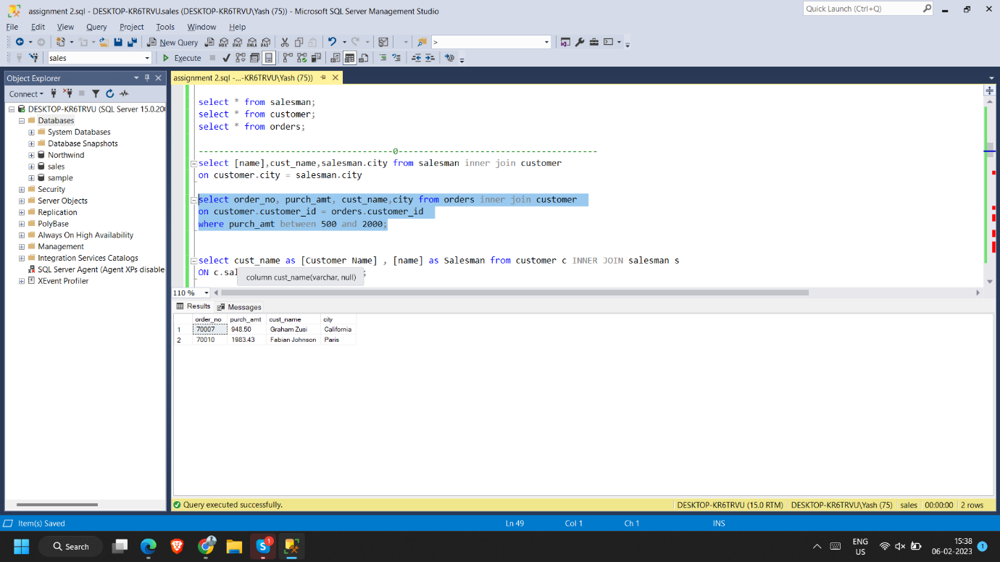 assignment 2.sql - DESKTOP-KR6TRVU.sales (DESKTOP-KR6TRVU\Yash (75)) - Microsoft SQL Server Management Studio
Quick Launch (Ctrl+Q)
File Edit View Query Project Tools Window Help
New Query
>
sales
Execute
Object Explorer
Connect
DESKTOP-KR6TRVU (SQL Server 15.0.200
Databases
System Databases
Database Snapshots
Northwind
sales
sample
Security
Server Objects
Replication
PolyBase
Always On High Availability
Management
Integration Services Catalogs
SQL Server Agent (Agent XPs disable
XEvent Profiler
assignment 2.sql -...-KR6TRVU\Yash (75))
select * from salesman;
select * from customer;
select * from orders;
--------------------------------------0---------------------------------------
select [name],cust_name,salesman.city from salesman inner join customer
on customer.city = salesman.city
select order_no, purch_amt, cust_name,city from orders inner join customer
on customer.customer_id = orders.customer_id
where purch_amt between 500 and 2000;
select cust_name as [Customer Name] , [name] as Salesman from customer c INNER JOIN salesman s
ON c.sal
;
column cust_name(varchar, null)
110 %
Results Messages
order_no purch_amt cust_name city
1 70007 948.50 Graham Zusi California
2 70010 1983.43 Fabian Johnson Paris
Query executed successfully.
DESKTOP-KR6TRVU (15.0 RTM) DESKTOP-KR6TRVU\Yash (75) sales 00:00:00 2 rows
Item(s) Saved
Ln 49 Col 1 Ch 1 INS
Search
S 1
ENG
US
15:38
06-02-2023
1